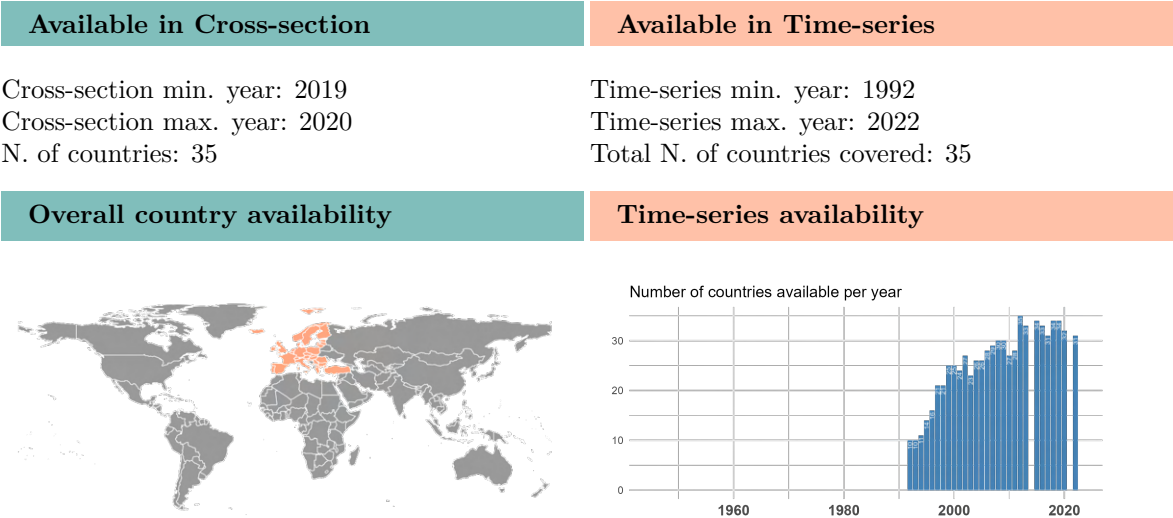 Available in Cross-section
Available in Time-series
Cross-section min. year: 2019
Cross-section max. year: 2020
N. of countries: 35
Time-series min. year: 1992
Time-series max. year: 2022
Total N. of countries covered: 35
Overall country availability
Time-series availability
Number of countries available per year
30
20
10
0
1960
1980
2000
2020